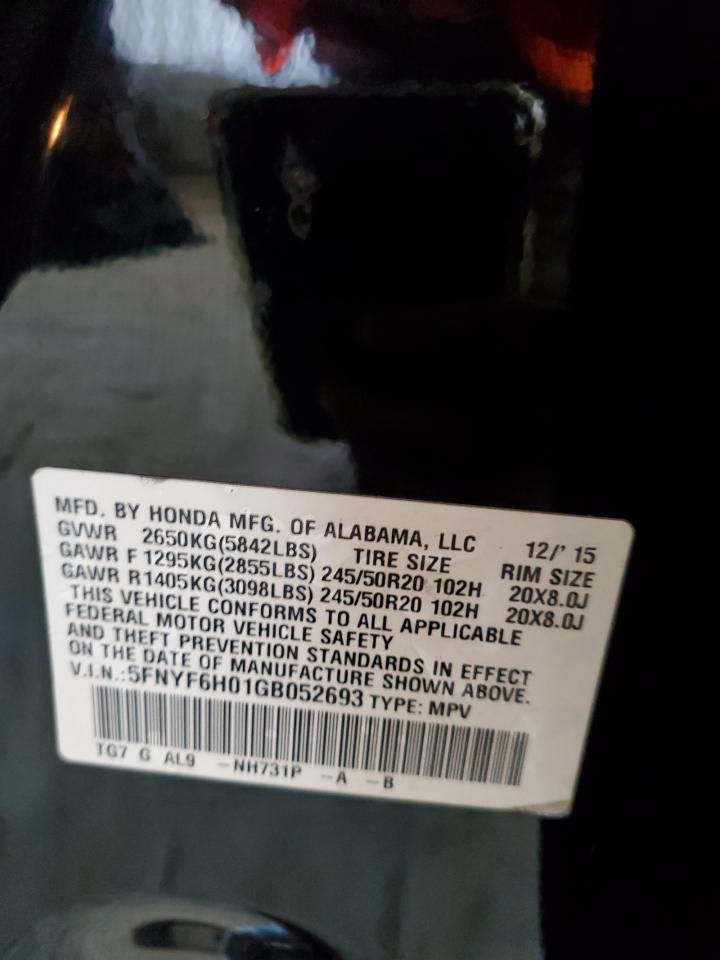 MFD. BY HONDA MFG. OF ALABAMA, LLC 12/' 15
GVWR 2650KG(5842LBS) TIRE SIZE RIM SIZE
GAWR F 1295KG(2855LBS) 245/50R20 102H 20X8.0J
GAWR R1405KG(3098LBS) 245/50R20 102H 20X8.0J
THIS VEHICLE CONFORMS TO ALL APPLICABLE
FEDERAL MOTOR VEHICLE SAFETY
AND THEFT PREVENTION STANDARDS IN EFFECT
ON THE DATE OF MANUFACTURE SHOWN ABOVE.
V.I.N.:5FNYF6H01GB052693 TYPE: MPV
TG7 G AL9 -NH731P -A -B